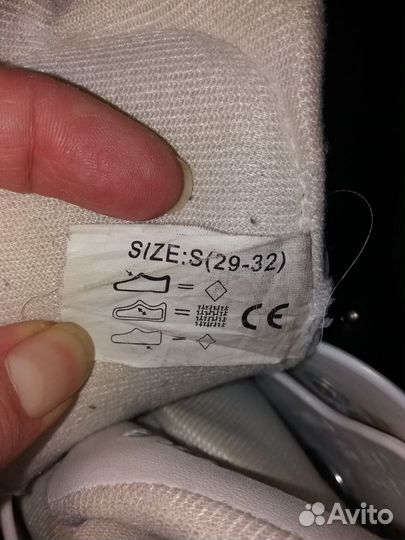 SIZE:S(29-32)
=
= CE
=
Avito